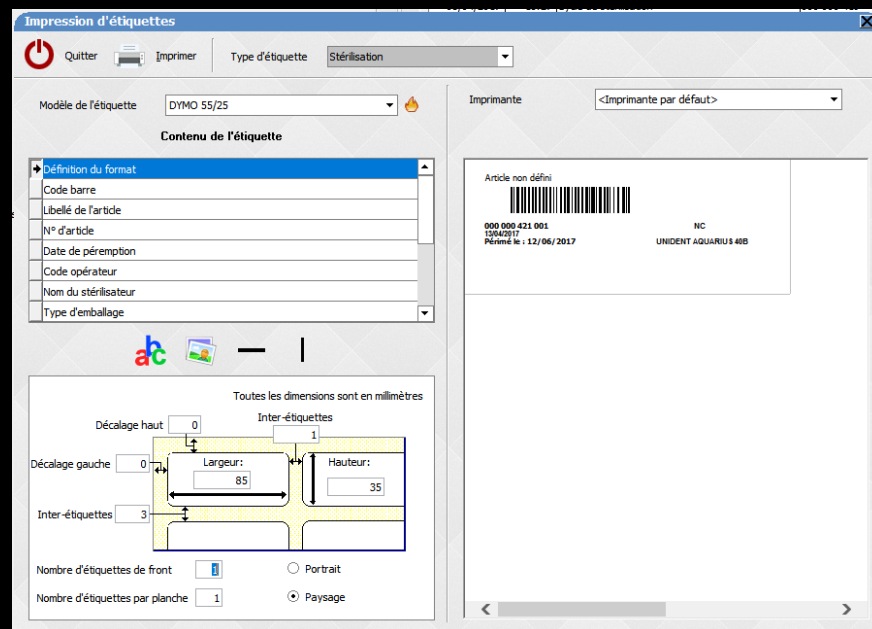 Impression d'étiquettes
Quitter Imprimer Type d'étiquette Stérilisation
Modèle de l'étiquette DYMO 55/25 Imprimante <Imprimante par défaut>
Contenu de l'étiquette
Définition du format
Code barre
Libellé de l'article
N° d'article
Date de péremption
Code opérateur
Nom du stérilisateur
Type d'emballage
Article non défini
000 000 421 001 NC
13/04/2017
Périmé le : 12/06/2017 UNIDENT AQUARIUS 40B
abc
Toutes les dimensions sont en millimètres
Décalage haut 0 Inter-étiquettes
1
Décalage gauche 0 Largeur: Hauteur:
85 35
Inter-étiquettes 3
Nombre d'étiquettes de front 1 Portrait
Nombre d'étiquettes par planche 1 Paysage